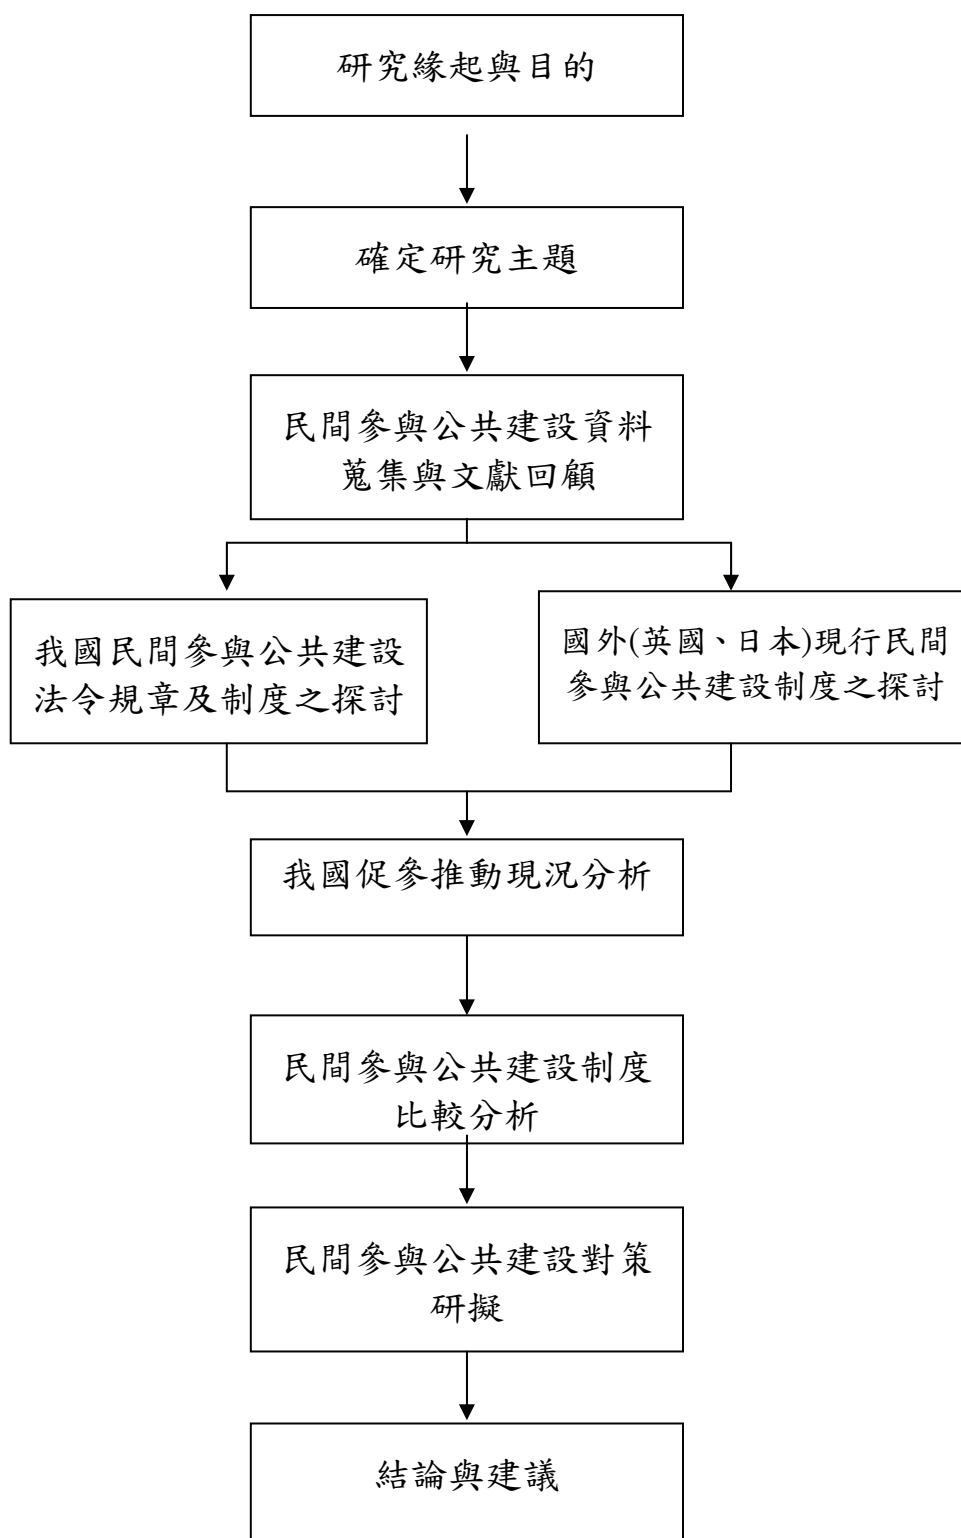 研究緣起與目的
確定研究主題
民間參與公共建設資料
蒐集與文獻回顧
我國民間參與公共建設
法令規章及制度之探討
國外(英國、日本)現行民間
參與公共建設制度之探討
我國促參推動現況分析
民間參與公共建設制度
比較分析
民間參與公共建設對策
研擬
結論與建議